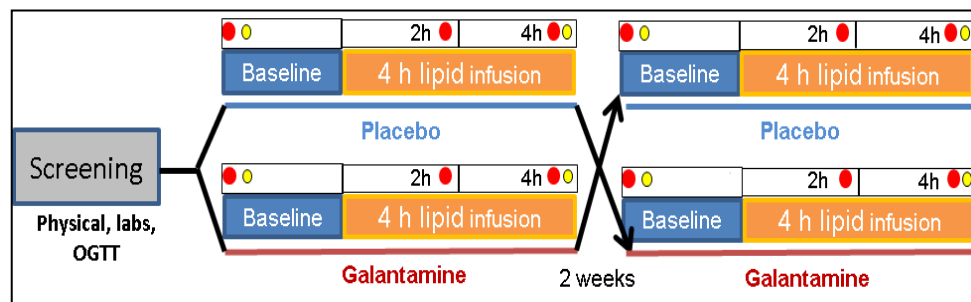 2h 4h 2h 4h
Baseline 4 h lipid infusion Baseline 4 h lipid infusion
Placebo Placebo
Screening
2h 4h 2h 4h
Baseline 4 h lipid infusion Baseline 4 h lipid infusion
Physical, labs,
OGTT
Galantamine 2 weeks Galantamine